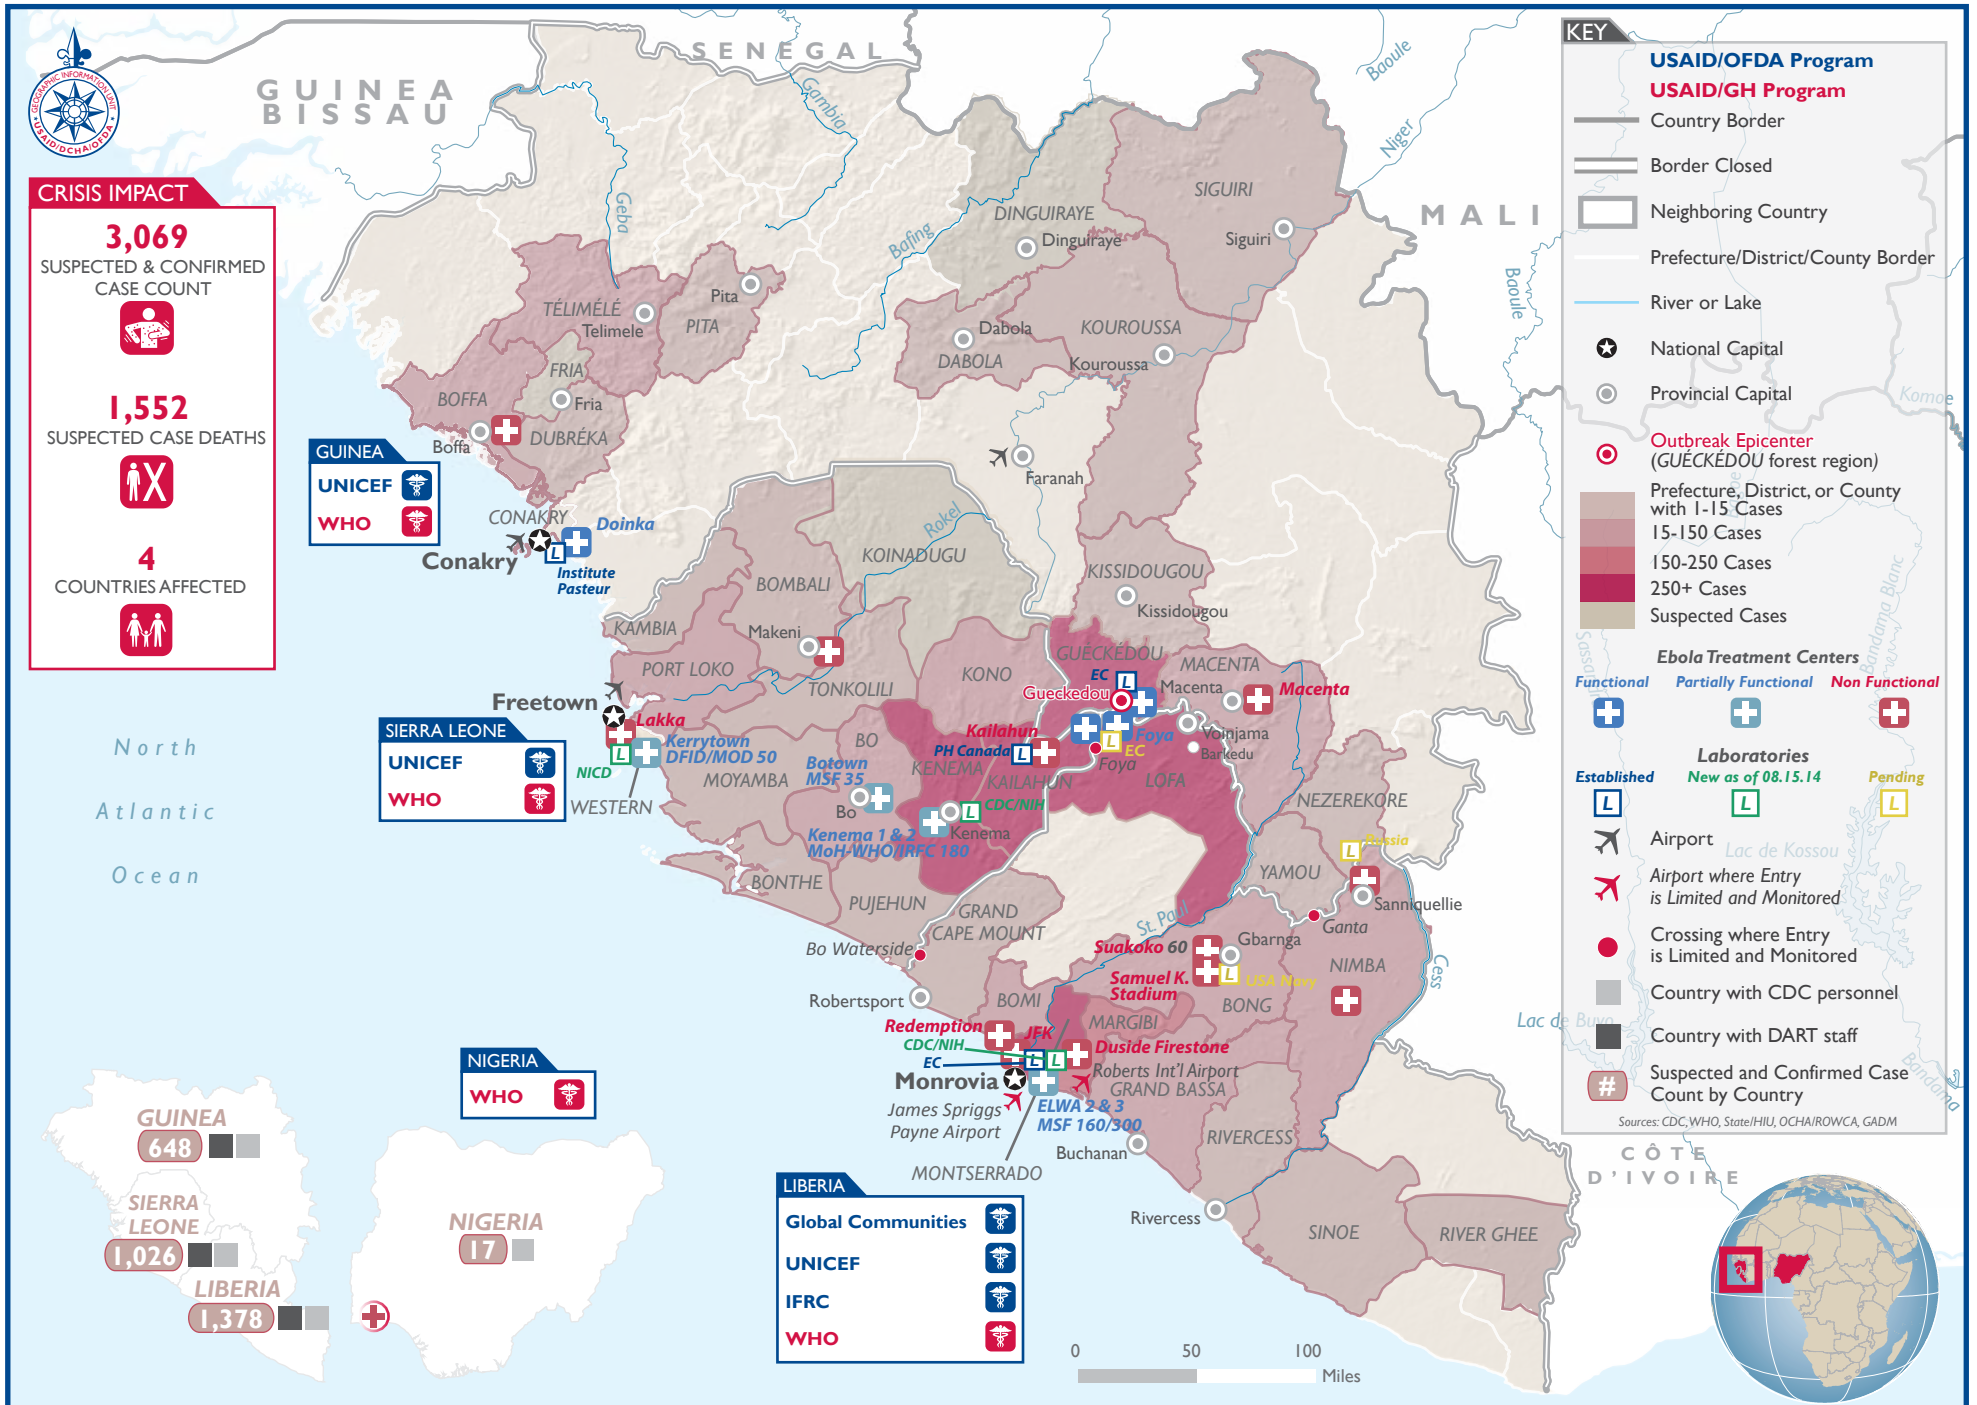 GEOGRAPHIC INFORMATION UNIT
USAID/DCHA/OFDA
SENEGAL
GUINEA
BISSAU
MALI
CÔTE
D'IVOIRE
North
Atlantic
Ocean
CRISIS IMPACT
3,069
SUSPECTED & CONFIRMED
CASE COUNT
1,552
SUSPECTED CASE DEATHS
4
COUNTRIES AFFECTED
Gambia
Geba
Bafing
Baoule
Niger
Baoule
Rokel
St. Paul
Cess
Komoe
Sassandra
Bandama Blanc
Lac de Kossou
Lac de Buyo
Bandama
SIGUIRI
Siguiri
DINGUIRAYE
Dinguiraye
TÉLIMÉLÉ
Telimele
Pita
PITA
FRIA
Fria
BOFFA
Boffa
DUBRÉKA
Dabola
DABOLA
KOUROUSSA
Kouroussa
Faranah
CONAKRY
Conakry
Doinka
L
Institute
Pasteur
GUINEA
UNICEF
WHO
KOINADUGU
BOMBALI
KAMBIA
Makeni
PORT LOKO
TONKOLILI
KONO
KISSIDOUGOU
Kissidougou
GUÉCKÉDOU
EC
L
Gueckedou
MACENTA
Macenta
Macenta
Freetown
Lakka
Kerrytown
DFID/MOD 50
NICD
L
WESTERN
MOYAMBA
BO
Botown
MSF 35
Bo
KENEMA
Kailahun
PH Canada
L
KAILAHUN
CDC/NIH
L
Kenema
Kenema 1 & 2
MoH-WHO/IRFC 180
Foya
L
EC
Foya
Voinjama
Barkedu
LOFA
NEZEREKORE
Russia
L
YAMOU
Sanniquellie
Ganta
SIERRA LEONE
UNICEF
WHO
BONTHE
PUJEHUN
GRAND
CAPE MOUNT
Bo Waterside
Robertsport
BOMI
Suakoko 60
Gbarnga
Samuel K.
Stadium
L
USA Navy
BONG
NIMBA
MARGIBI
Redemption
JFK
CDC/NIH
EC
L
L
Duside Firestone
Monrovia
Roberts Int'l Airport
GRAND BASSA
James Spriggs
Payne Airport
ELWA 2 & 3
MSF 160/300
Buchanan
MONTSERRADO
RIVERCESS
Rivercess
SINOE
RIVER GHEE
NIGERIA
WHO
LIBERIA
Global Communities
UNICEF
IFRC
WHO
GUINEA
648
SIERRA
LEONE
1,026
LIBERIA
1,378
NIGERIA
17
0 50 100
Miles
KEY
USAID/OFDA Program
USAID/GH Program
Country Border
Border Closed
Neighboring Country
Prefecture/District/County Border
River or Lake
National Capital
Provincial Capital
Outbreak Epicenter
(GUÉCKÉDOU forest region)
Prefecture, District, or County
with 1-15 Cases
15-150 Cases
150-250 Cases
250+ Cases
Suspected Cases
Ebola Treatment Centers
Functional Partially Functional Non Functional
Laboratories
Established New as of 08.15.14 Pending
L L L
Airport
Airport where Entry
is Limited and Monitored
Crossing where Entry
is Limited and Monitored
Country with CDC personnel
Country with DART staff
# Suspected and Confirmed Case
Count by Country
Sources: CDC, WHO, State/HIU, OCHA/ROWCA, GADM